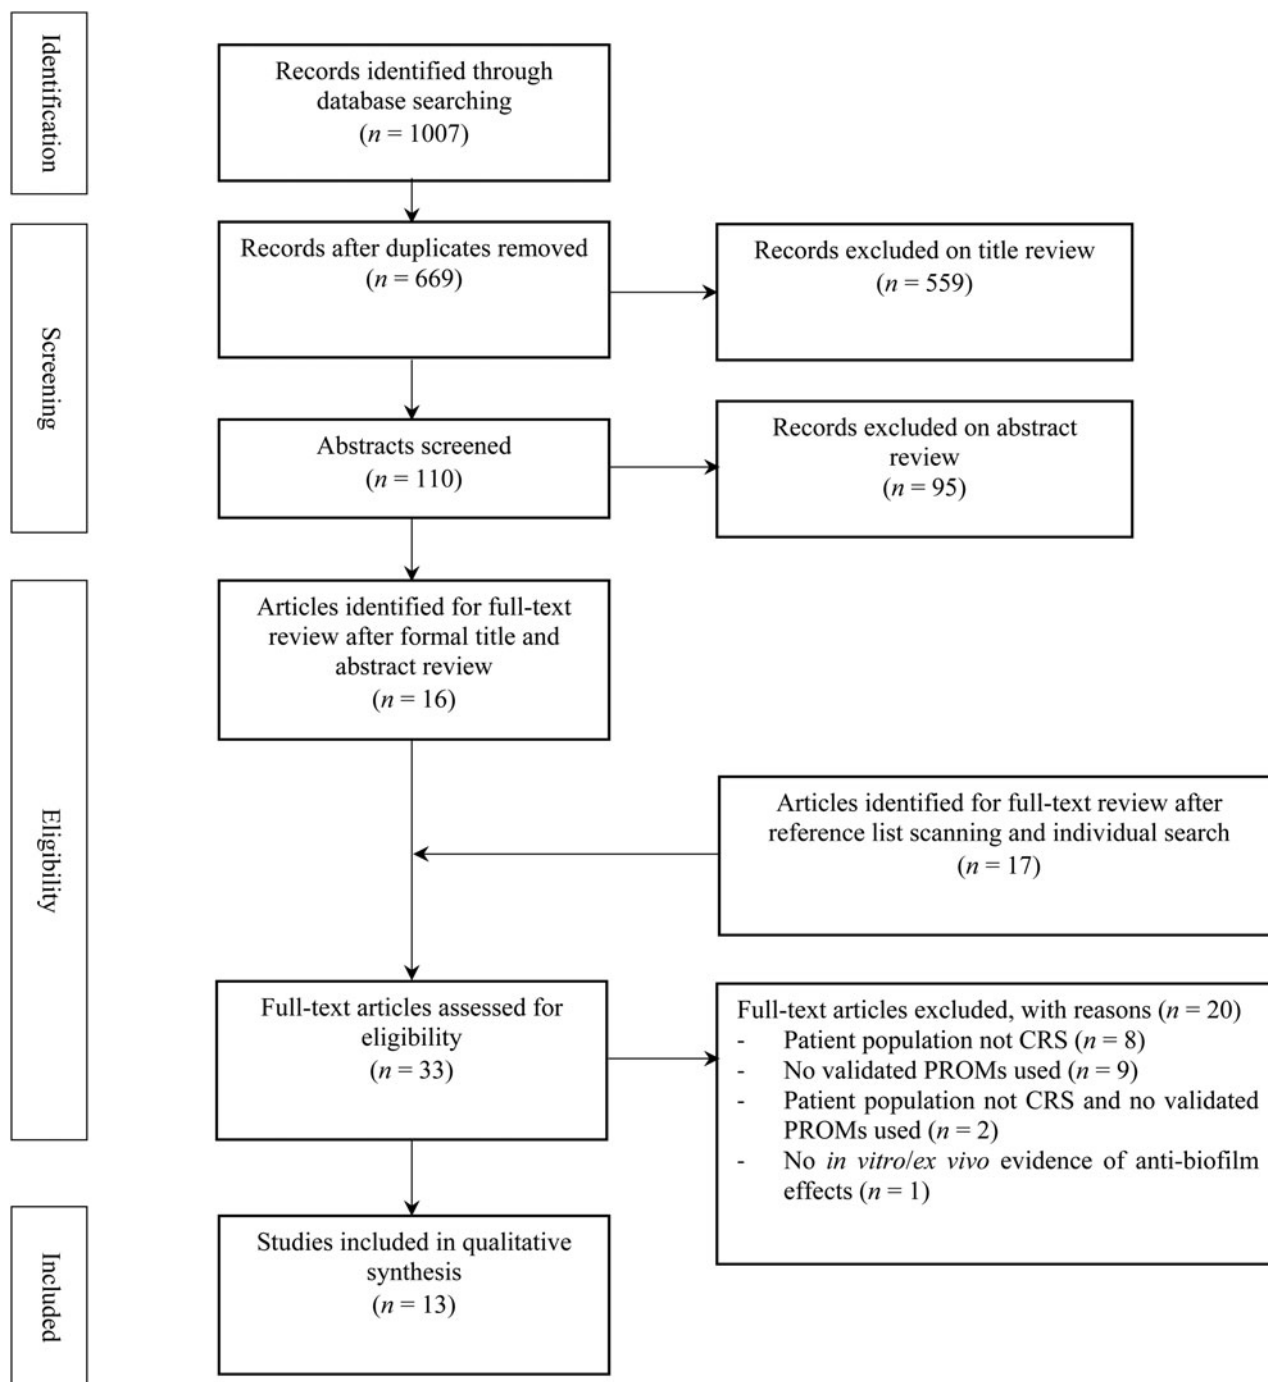 Identification
Records identified through
database searching
(n = 1007)
Screening
Records after duplicates removed
(n = 669)
Records excluded on title review
(n = 559)
Abstracts screened
(n = 110)
Records excluded on abstract
review
(n = 95)
Eligibility
Articles identified for full-text
review after formal title and
abstract review
(n = 16)
Articles identified for full-text review after
reference list scanning and individual search
(n = 17)
Full-text articles assessed for
eligibility
(n = 33)
Full-text articles excluded, with reasons (n = 20)
- Patient population not CRS (n = 8)
- No validated PROMs used (n = 9)
- Patient population not CRS and no validated
PROMs used (n = 2)
- No in vitro/ex vivo evidence of anti-biofilm
effects (n = 1)
Included
Studies included in qualitative
synthesis
(n = 13)